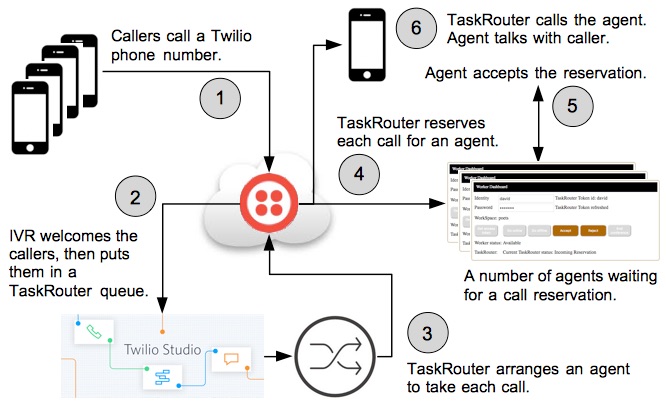 Callers call a Twilio
phone number.
1
6
TaskRouter calls the agent.
Agent talks with caller.
Agent accepts the reservation.
5
TaskRouter reserves
each call for an agent.
4
2
IVR welcomes the
callers, then puts
them in a
TaskRouter queue.
Worker Dashboard
Worker Dashboard
Worker Dashboard
Identity david TaskRouter Token id: david
Password TaskRouter Token refreshed
WorkSpace: poets
Accept Reject
Worker status: Available
TaskRouter: Current TaskRouter status: Incoming Reservation
A number of agents waiting
for a call reservation.
Twilio Studio
3
TaskRouter arranges an agent
to take each call.